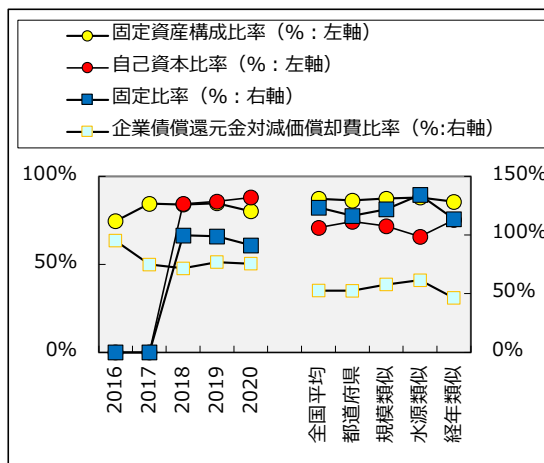 固定資産構成比率（%：左軸）
自己資本比率（%：左軸）
固定比率（%：右軸）
企業債償還元金対減価償却費比率（%:右軸）
100%
150%
100%
50%
50%
0%
0%
2016
2017
2018
2019
2020
全国平均
都道府県
規模類似
水源類似
経年類似